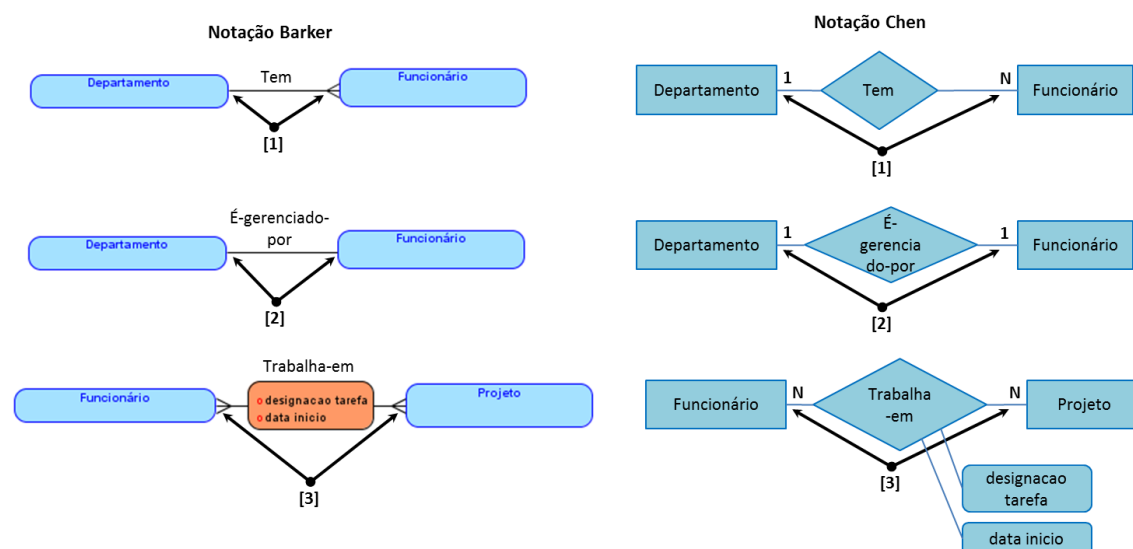 Notação Barker
Departamento
Tem
Funcionário
[1]
Departamento
É-gerenciado-
por
Funcionário
[2]
Trabalha-em
Funcionário
designacao tarefa
data inicio
Projeto
[3]
Notação Chen
Departamento
1
Tem
N
Funcionário
[1]
Departamento
1
É-
gerencia
do-por
1
Funcionário
[2]
Funcionário
N
Trabalha
-em
N
Projeto
[3]
designacao
tarefa
data inicio